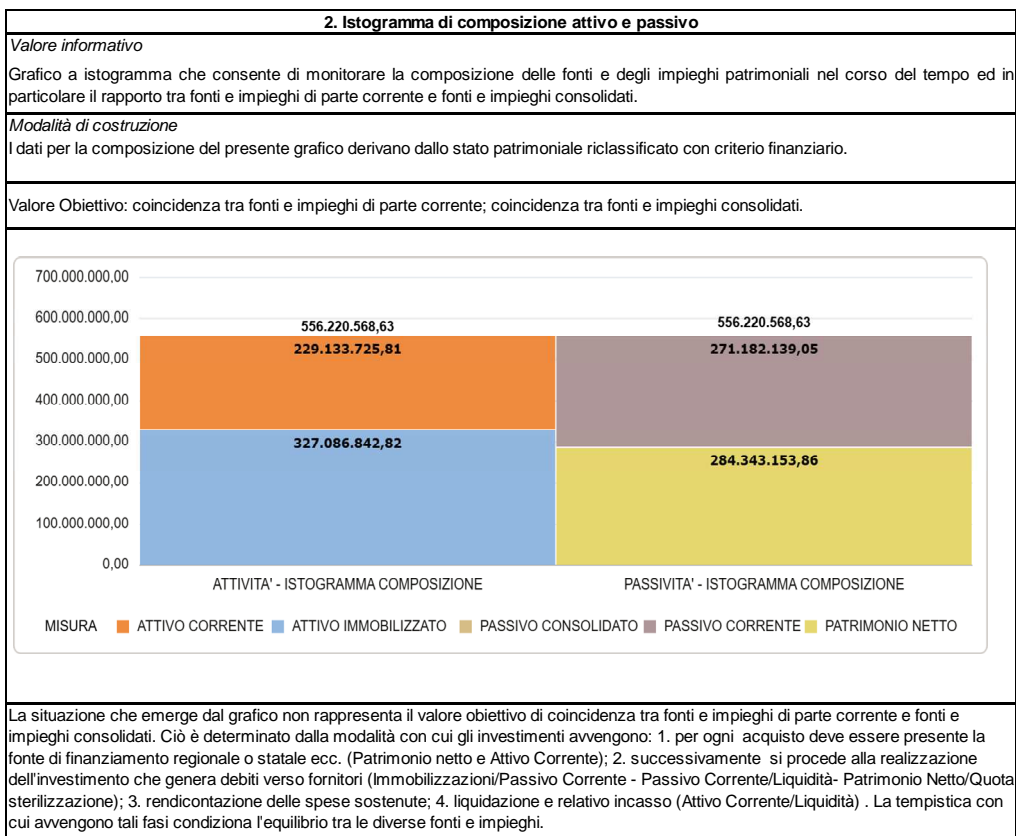 2. Istogramma di composizione attivo e passivo
Valore informativo
Grafico a istogramma che consente di monitorare la composizione delle fonti e degli impieghi patrimoniali nel corso del tempo ed in
particolare il rapporto tra fonti e impieghi di parte corrente e fonti e impieghi consolidati.
Modalità di costruzione
I dati per la composizione del presente grafico derivano dallo stato patrimoniale riclassificato con criterio finanziario.
Valore Obiettivo: coincidenza tra fonti e impieghi di parte corrente; coincidenza tra fonti e impieghi consolidati.
700.000.000,00
600.000.000,00
500.000.000,00
400.000.000,00
300.000.000,00
200.000.000,00
100.000.000,00
0,00
556.220.568,63
229.133.725,81
327.086.842,82
556.220.568,63
271.182.139,05
284.343.153,86
ATTIVITA' - ISTOGRAMMA COMPOSIZIONE
PASSIVITA' - ISTOGRAMMA COMPOSIZIONE
MISURA ATTIVO CORRENTE ATTIVO IMMOBILIZZATO PASSIVO CONSOLIDATO PASSIVO CORRENTE PATRIMONIO NETTO
La situazione che emerge dal grafico non rappresenta il valore obiettivo di coincidenza tra fonti e impieghi di parte corrente e fonti e
impieghi consolidati. Ciò è determinato dalla modalità con cui gli investimenti avvengono: 1. per ogni acquisto deve essere presente la
fonte di finanziamento regionale o statale ecc. (Patrimonio netto e Attivo Corrente); 2. successivamente si procede alla realizzazione
dell'investimento che genera debiti verso fornitori (Immobilizzazioni/Passivo Corrente - Passivo Corrente/Liquidità- Patrimonio Netto/Quota
sterilizzazione); 3. rendicontazione delle spese sostenute; 4. liquidazione e relativo incasso (Attivo Corrente/Liquidità) . La tempistica con
cui avvengono tali fasi condiziona l'equilibrio tra le diverse fonti e impieghi.